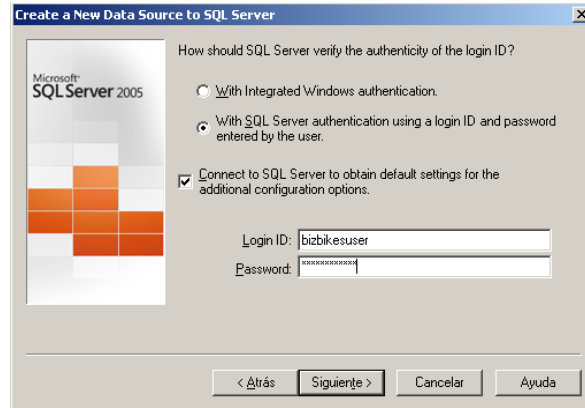 Create a New Data Source to SQL Server
How should SQL Server verify the authenticity of the login ID?
Microsoft
SQL Server 2005
With Integrated Windows authentication.
With SQL Server authentication using a login ID and password
entered by the user.
Connect to SQL Server to obtain default settings for the
additional configuration options.
Login ID: bizbikesuser
Password: ************
< Atrás
Siguiente >
Cancelar
Ayuda